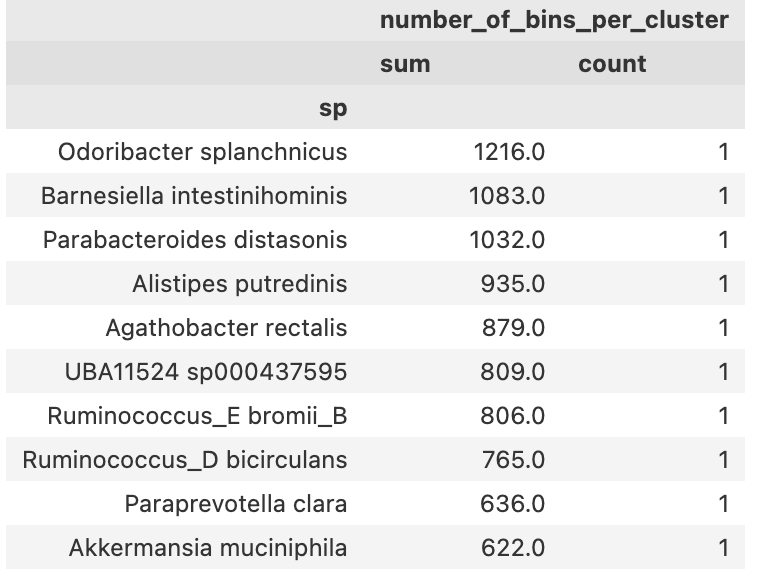 number_of_bins_per_cluster
sum count
sp
Odoribacter splanchnicus 1216.0 1
Barnesiella intestinihominis 1083.0 1
Parabacteroides distasonis 1032.0 1
Alistipes putredinis 935.0 1
Agathobacter rectalis 879.0 1
UBA11524 sp000437595 809.0 1
Ruminococcus_E bromii_B 806.0 1
Ruminococcus_D bicirculans 765.0 1
Paraprevotella clara 636.0 1
Akkermansia muciniphila 622.0 1